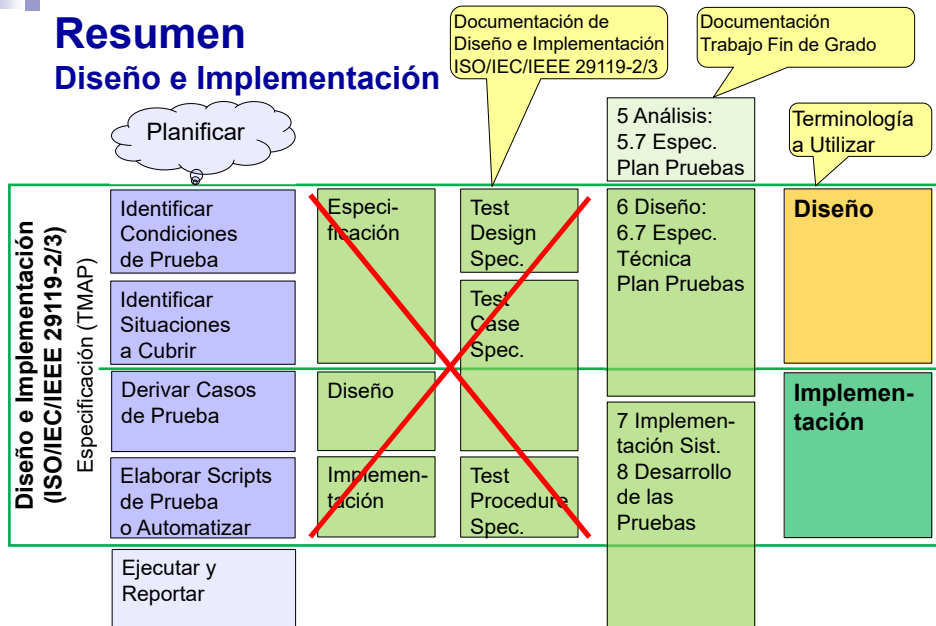 Resumen
Diseño e Implementación
Documentación de
Diseño e Implementación
ISO/IEC/IEEE 29119-2/3
Documentación
Trabajo Fin de Grado
Terminología
a Utilizar
Planificar
5 Análisis:
5.7 Espec.
Plan Pruebas
Diseño e Implementación
(ISO/IEC/IEEE 29119-2/3)
Especificación (TMAP)
Identificar
Condiciones
de Prueba
Identificar
Situaciones
a Cubrir
Derivar Casos
de Prueba
Elaborar Scripts
de Prueba
o Automatizar
Ejecutar y
Reportar
Especi-
ficación
Diseño
Implemen-
tación
Test
Design
Spec.
Test
Case
Spec.
Test
Procedure
Spec.
6 Diseño:
6.7 Espec.
Técnica
Plan Pruebas
7 Implemen-
tación Sist.
8 Desarrollo
de las
Pruebas
Diseño
Implemen-
tación